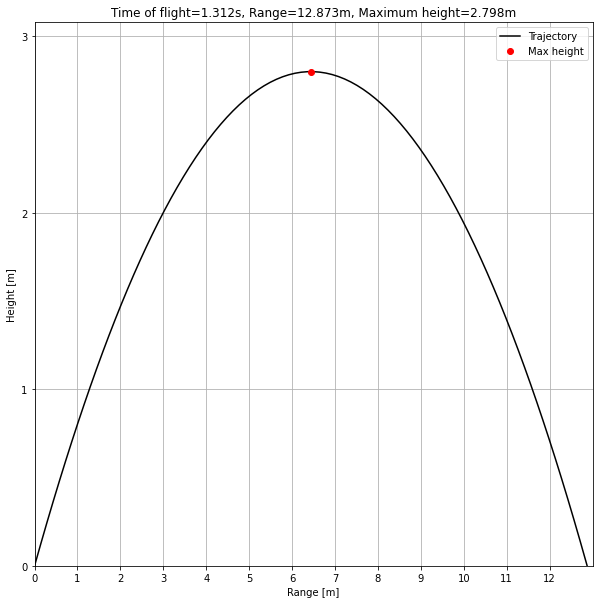 Time of flight=1.312s, Range=12.873m, Maximum height=2.798m
Trajectory
Max height
3
2
1
0
Height [m]
0 1 2 3 4 5 6 7 8 9 10 11 12
Range [m]